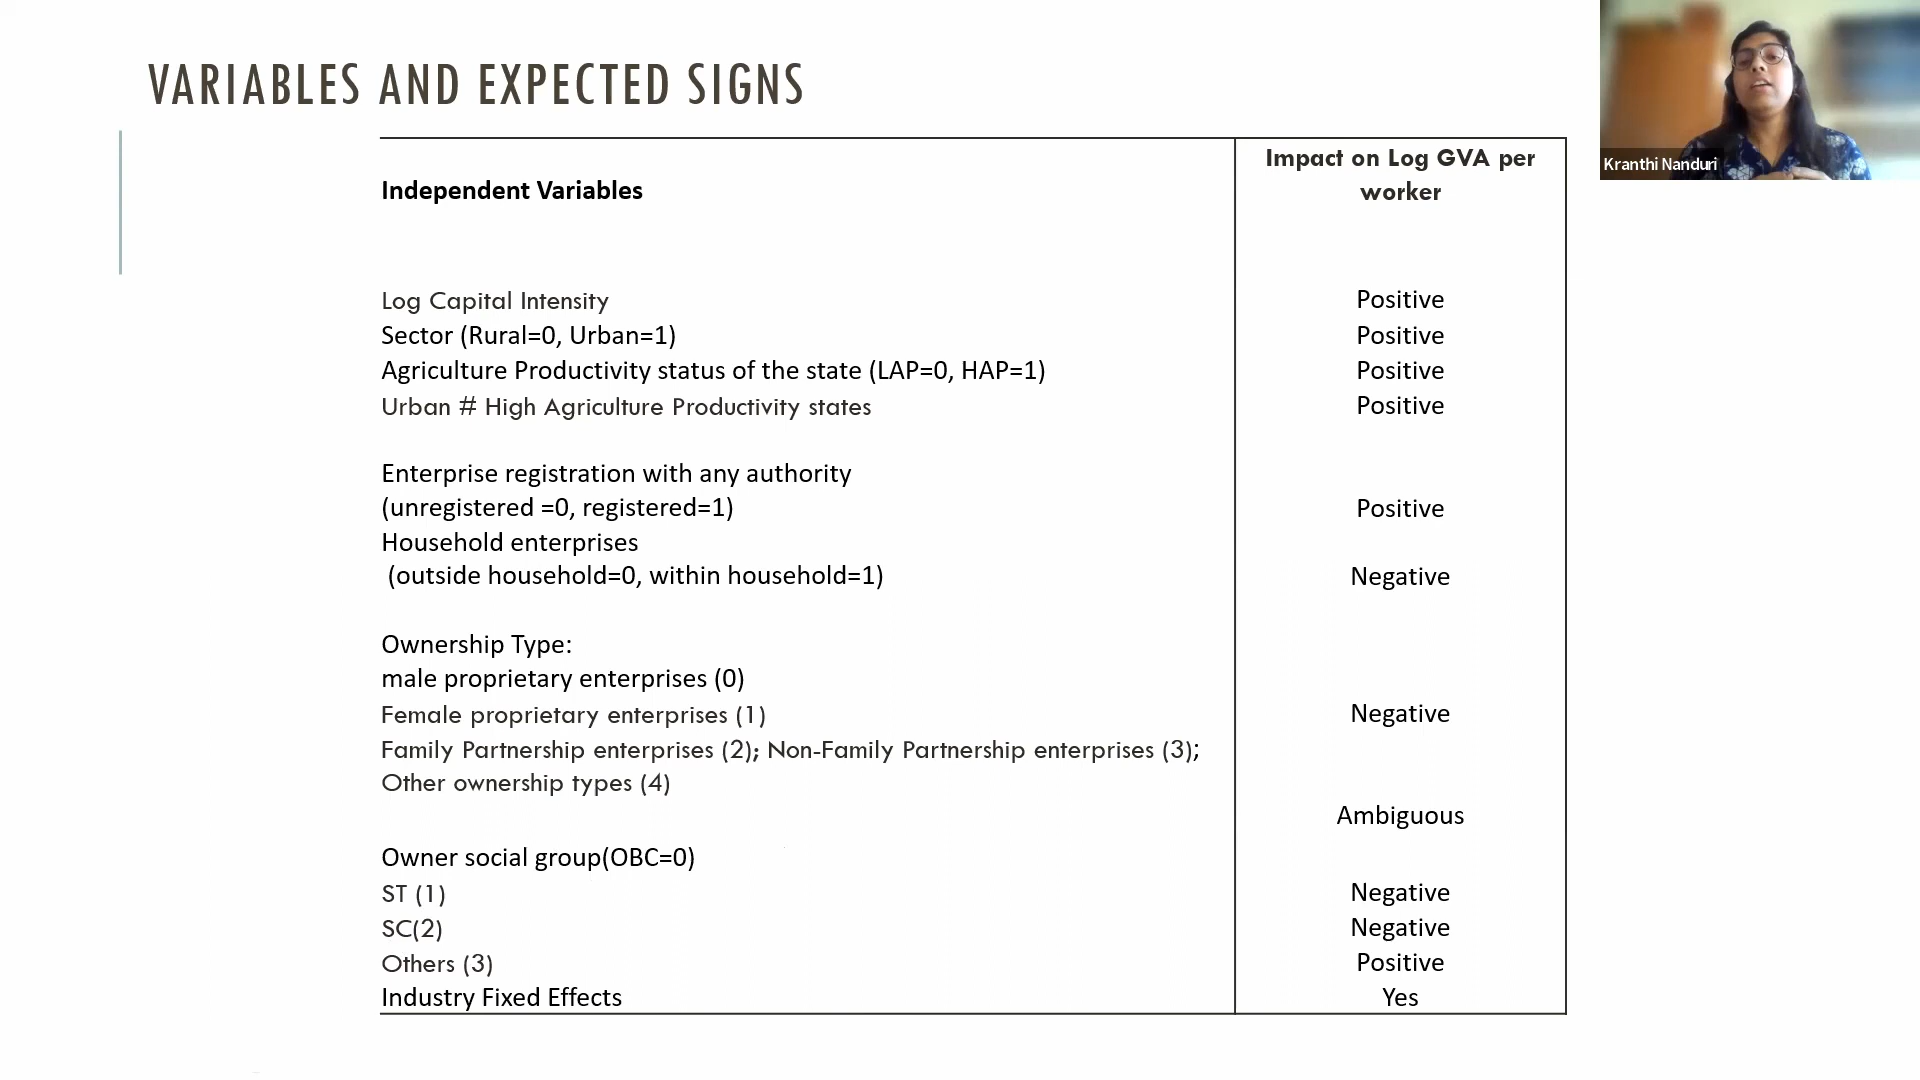 VARIABLES AND EXPECTED SIGNS
Kranthi Nanduri
Independent Variables
Impact on Log GVA per
worker
Log Capital Intensity Positive
Sector (Rural=0, Urban=1) Positive
Agriculture Productivity status of the state (LAP=0, HAP=1) Positive
Urban # High Agriculture Productivity states Positive
Enterprise registration with any authority
(unregistered =0, registered=1) Positive
Household enterprises
(outside household=0, within household=1) Negative
Ownership Type:
male proprietary enterprises (0)
Female proprietary enterprises (1) Negative
Family Partnership enterprises (2); Non-Family Partnership enterprises (3);
Other ownership types (4)
Ambiguous
Owner social group(OBC=0)
ST (1) Negative
SC(2) Negative
Others (3) Positive
Industry Fixed Effects Yes